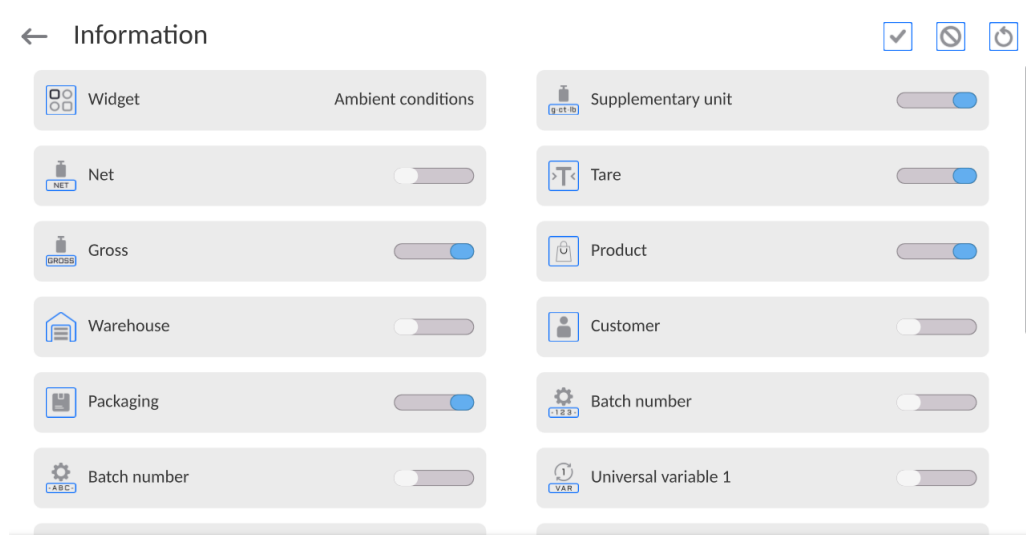 Information
Widget Ambient conditions
g·ct·lb Supplementary unit
NET Net
>T< Tare
GROSS Gross
Product
Warehouse
Customer
Packaging
-123- Batch number
-ABC- Batch number
1 VAR Universal variable 1